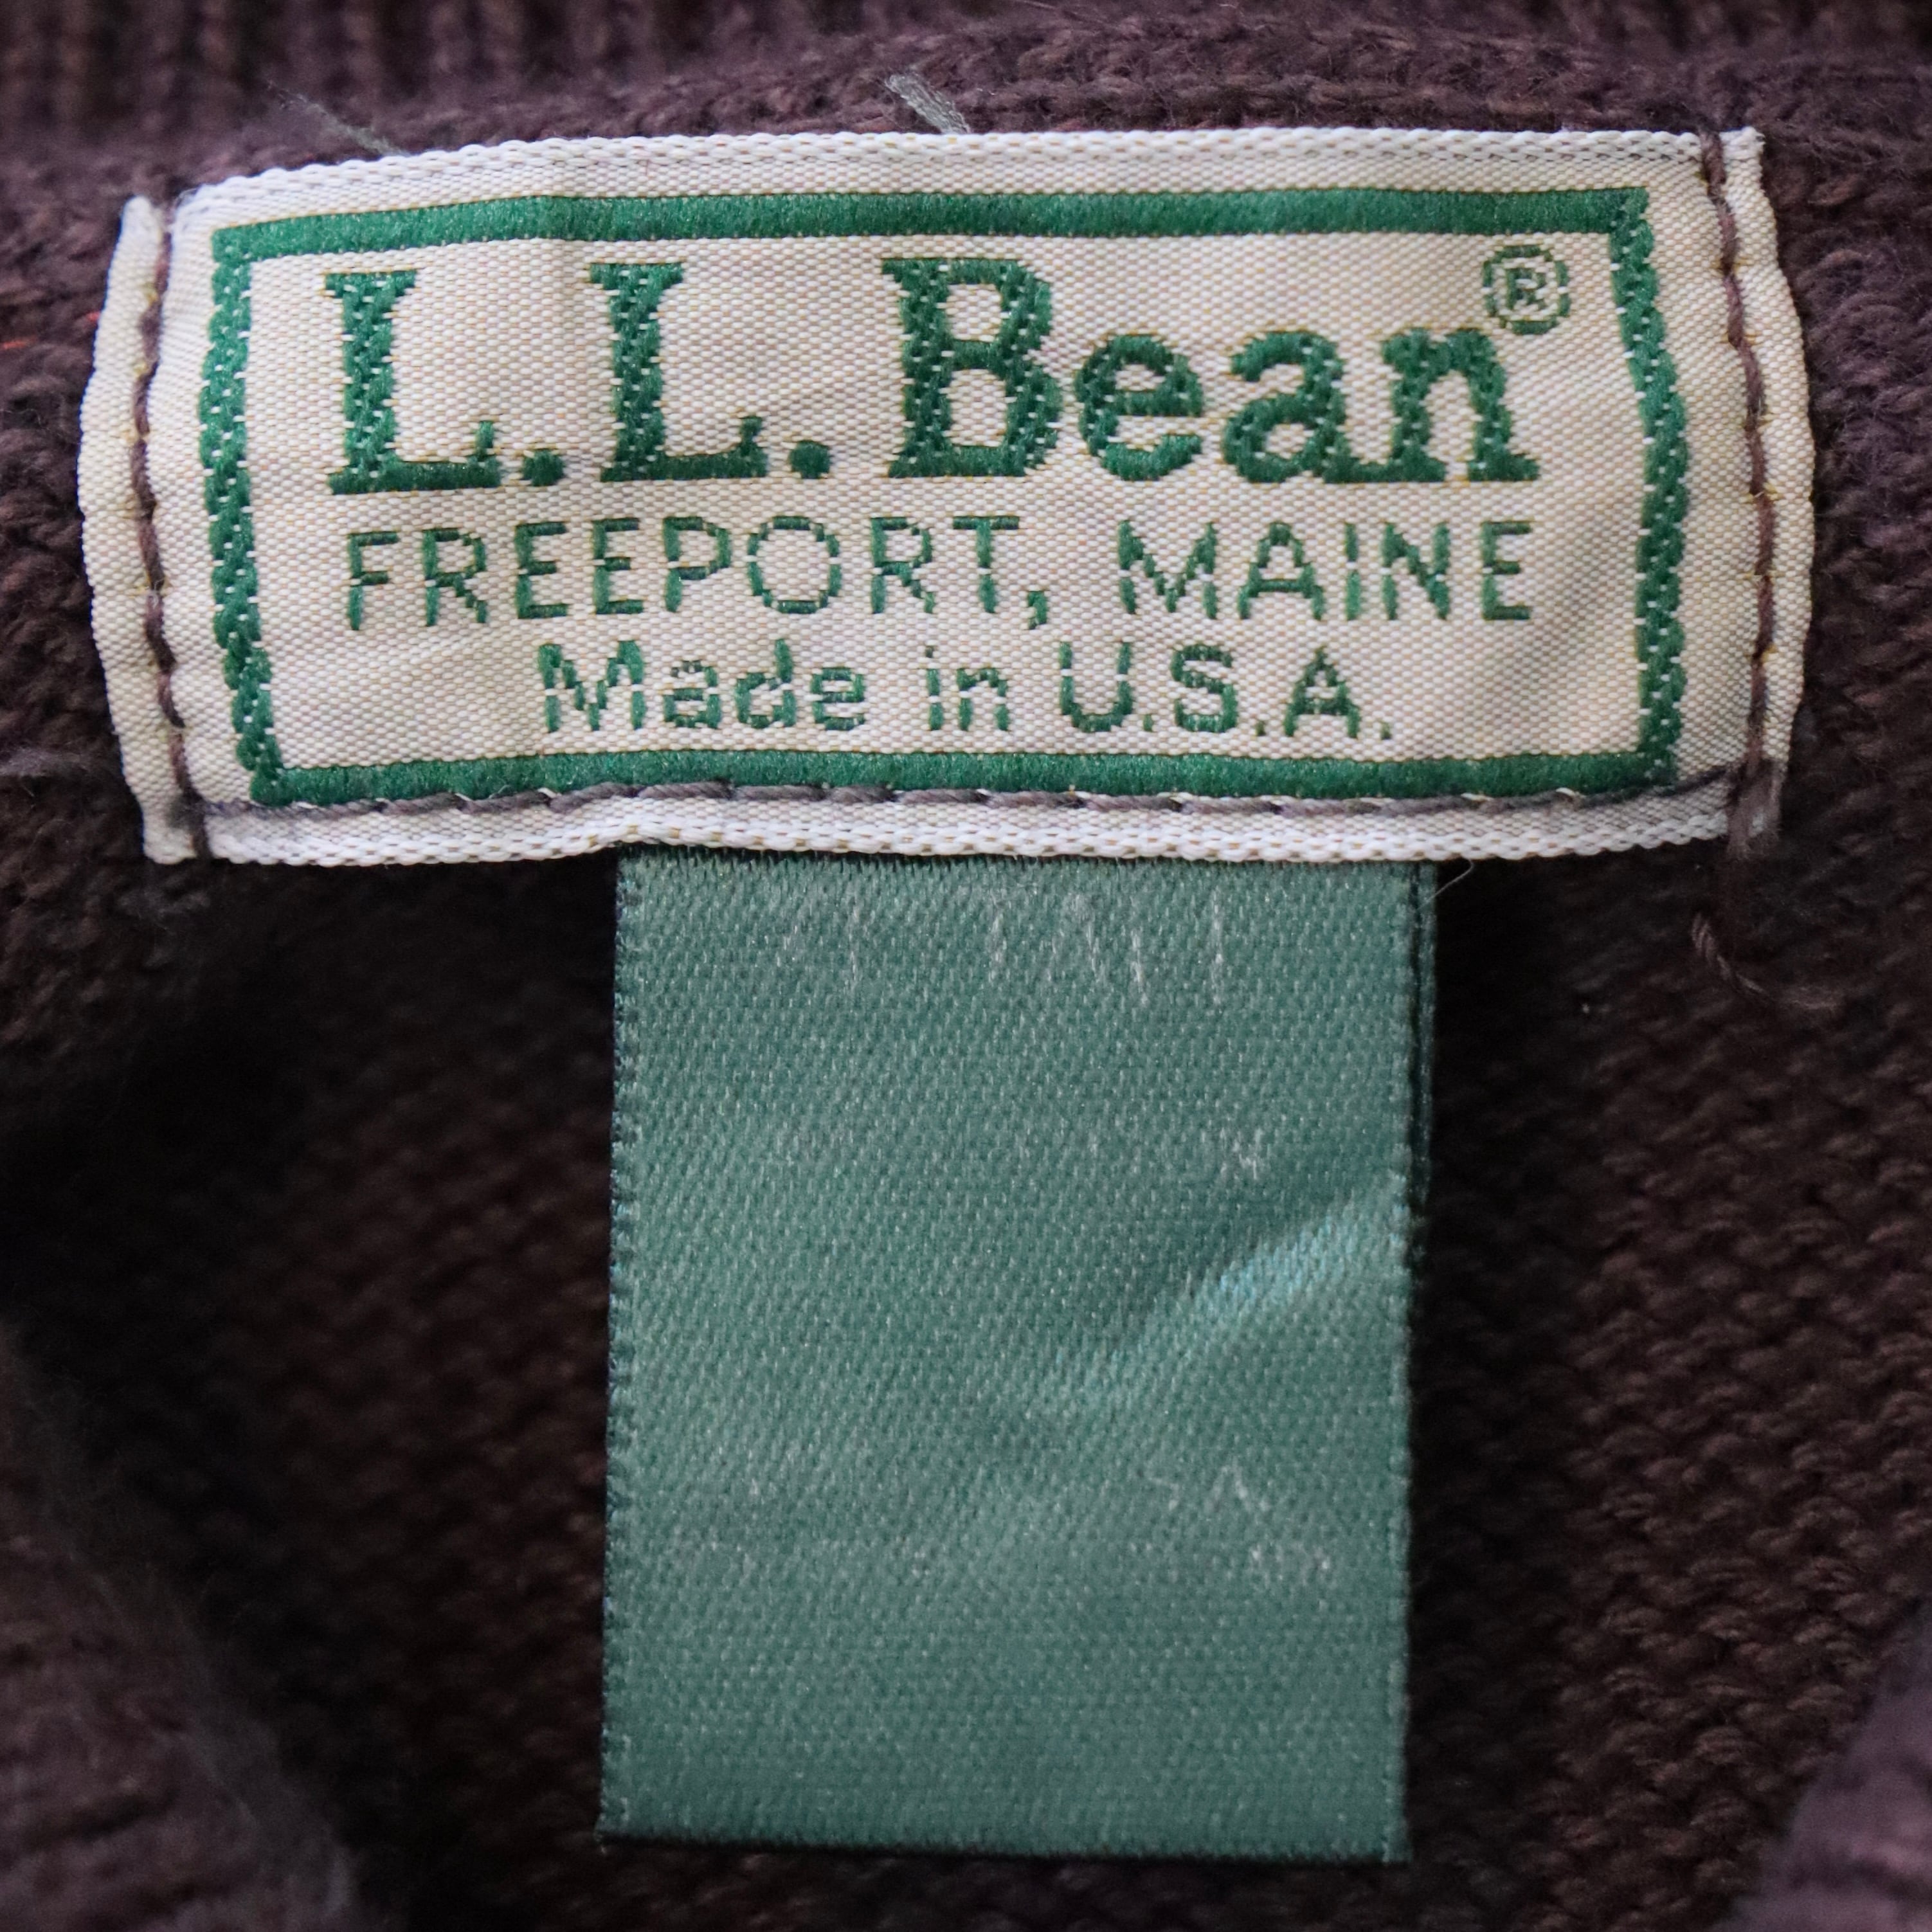 L.L.Bean®
FREEPORT, MAINE
Made in U.S.A.